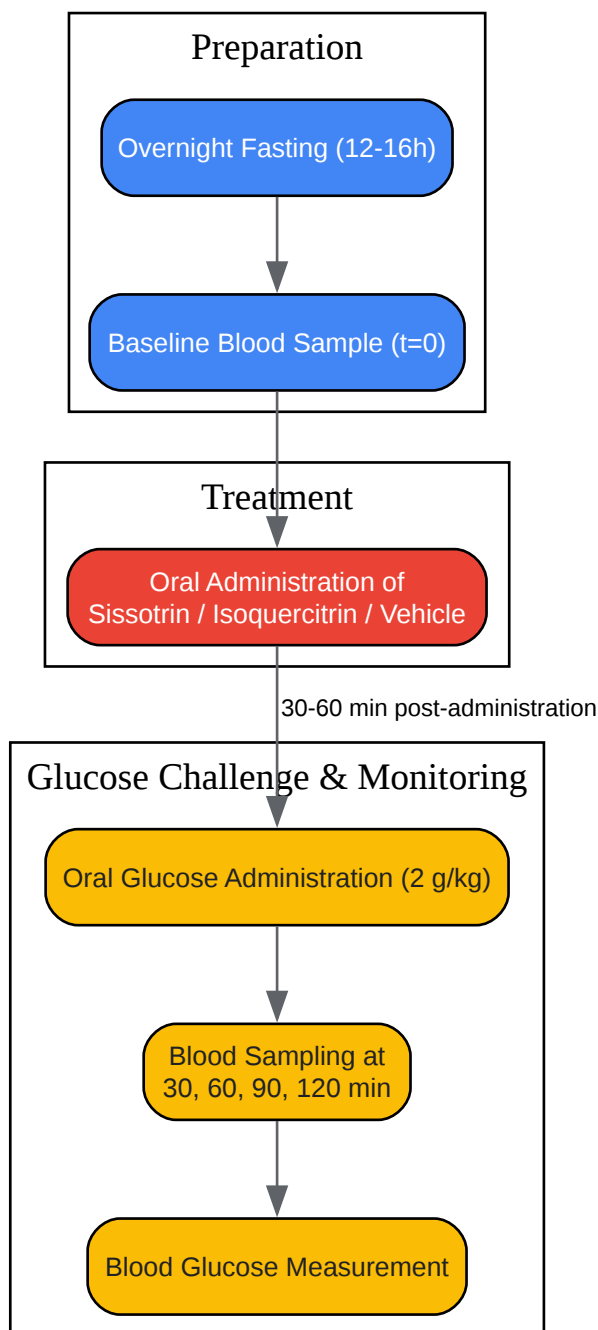 Preparation
Overnight Fasting (12-16h)
Baseline Blood Sample (t=0)
Treatment
Oral Administration of
Sissotrin / Isoquercitrin / Vehicle
30-60 min post-administration
Glucose Challenge & Monitoring
Oral Glucose Administration (2 g/kg)
Blood Sampling at
30, 60, 90, 120 min
Blood Glucose Measurement